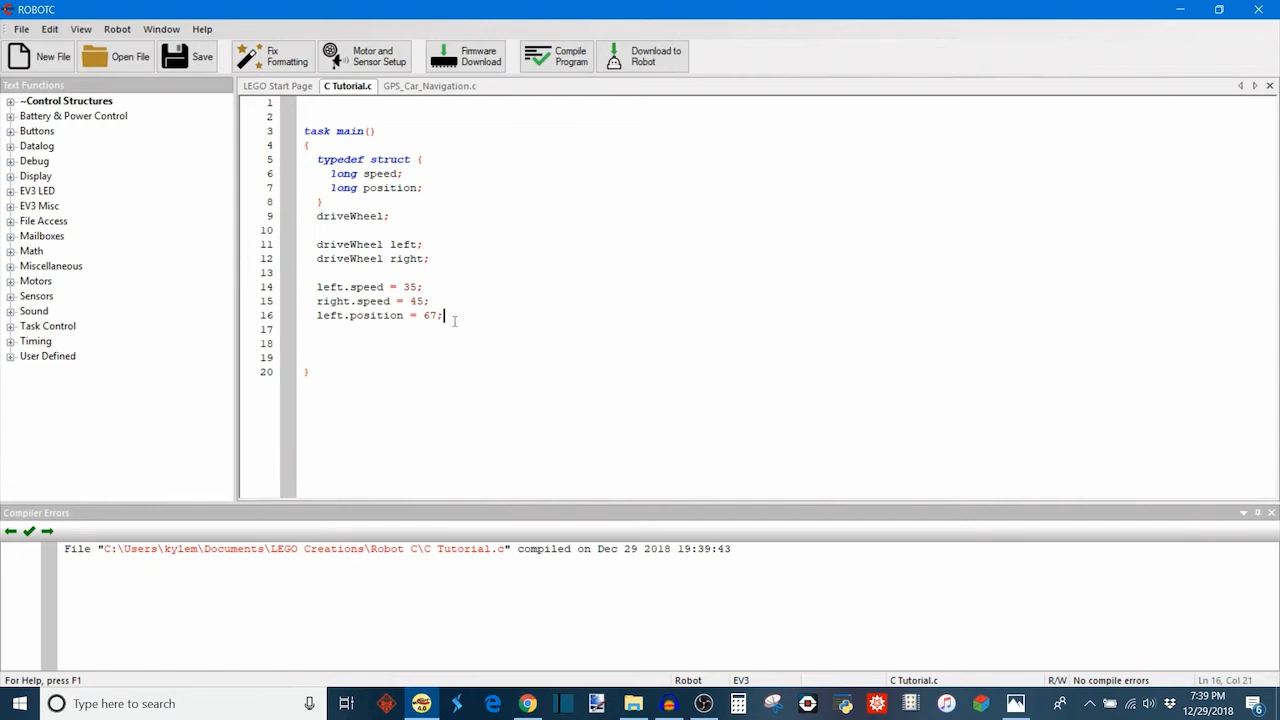 ROBOTC
File Edit View Robot Window Help
New File Open File Save Fix Formatting Motor and Sensor Setup Firmware Download Compile Program Download to Robot
Text Functions
LEGO Start Page C Tutorial.c GPS_Car_Navigation.c
~Control Structures
Battery & Power Control
Buttons
Datalog
Debug
Display
EV3 LED
EV3 Misc
File Access
Mailboxes
Math
Miscellaneous
Motors
Sensors
Sound
Task Control
Timing
User Defined
1
2
3 task main()
4 {
5 typedef struct {
6 long speed;
7 long position;
8 }
9 driveWheel;
10
11 driveWheel left;
12 driveWheel right;
13
14 left.speed = 35;
15 right.speed = 45;
16 left.position = 67;
17
18
19
20 }
Compiler Errors
File "C:\Users\kylem\Documents\LEGO Creations\Robot C\C Tutorial.c" compiled on Dec 29 2018 19:39:43
For Help, press F1 Robot EV3 C Tutorial.c R/W No compile errors Ln 16, Col 21
Type here to search
4.0
7:39 PM
12/29/2018
6